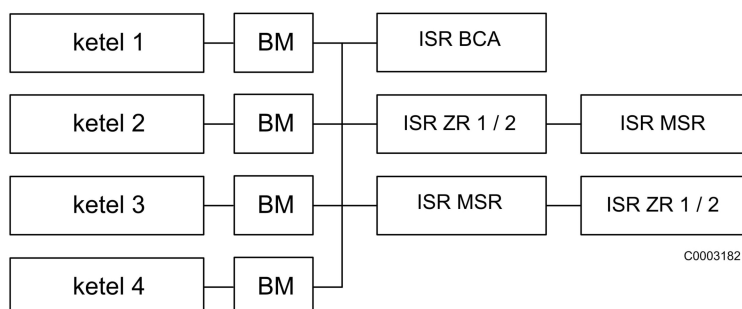 ketel 1 BM ISR BCA
ketel 2 BM ISR ZR 1 / 2 ISR MSR
ketel 3 BM ISR MSR ISR ZR 1 / 2
C0003182
ketel 4 BM